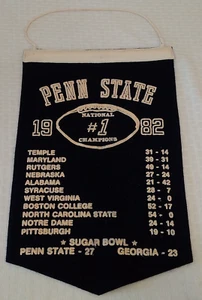 PENN STATE
NATIONAL
19 #1 82
CHAMPIONS
TEMPLE 31 - 14
MARYLAND 39 - 31
RUTGERS 49 - 14
NEBRASKA 27 - 24
ALABAMA 21 - 42
SYRACUSE 28 - 7
WEST VIRGINIA 24 - 0
BOSTON COLLEGE 52 - 17
NORTH CAROLINA STATE 54 - 0
NOTRE DAME 24 - 14
PITTSBURGH 19 - 10
★ SUGAR BOWL ★
PENN STATE - 27 GEORGIA - 23